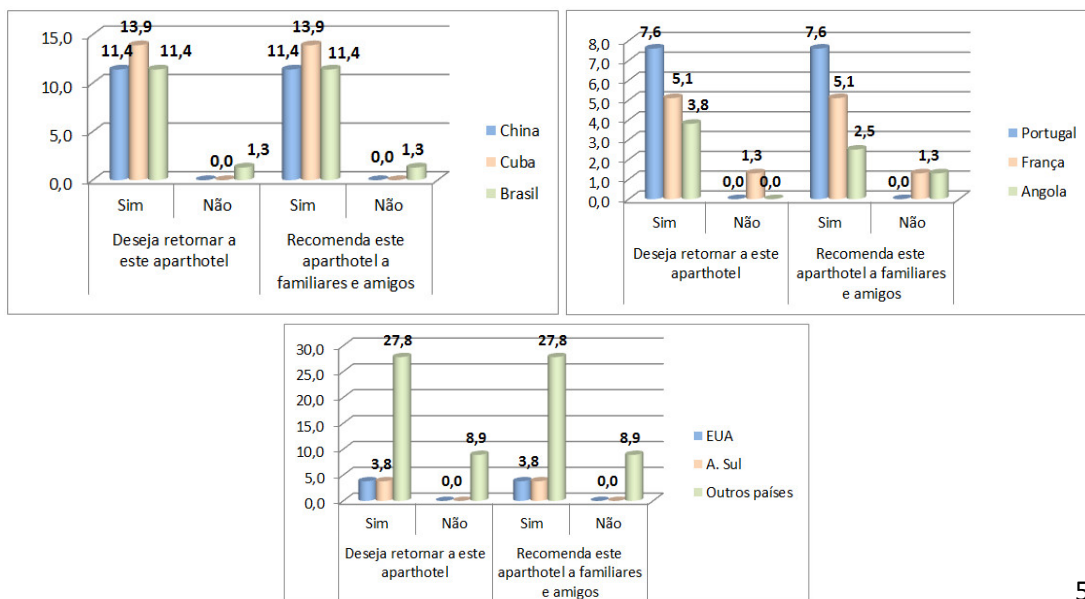 13,9 13,9
15,0
11,4 11,4 11,4 11,4
10,0
5,0
0,0 1,3 0,0 1,3
0,0
Sim Não Sim Não
Deseja retornar a
este aparthotel
Recomenda este
aparthotel a
familiares e amigos
China
Cuba
Brasil
7,6 7,6
8,0
7,0
6,0
5,1 5,1
5,0
4,0
3,8
3,0
2,5
2,0
1,3 1,3
1,0
0,0 0,0 0,0
0,0
Sim Não Sim Não
Deseja retornar a este
aparthotel
Recomenda este
aparthotel a familiares
e amigos
Portugal
França
Angola
27,8 27,8
30,0
25,0
20,0
15,0
10,0
8,9 8,9
5,0
3,8 0,0 3,8 0,0
0,0
Sim Não Sim Não
Deseja retornar a este
aparthotel
Recomenda este
aparthotel a familiares
e amigos
EUA
A. Sul
Outros países
5